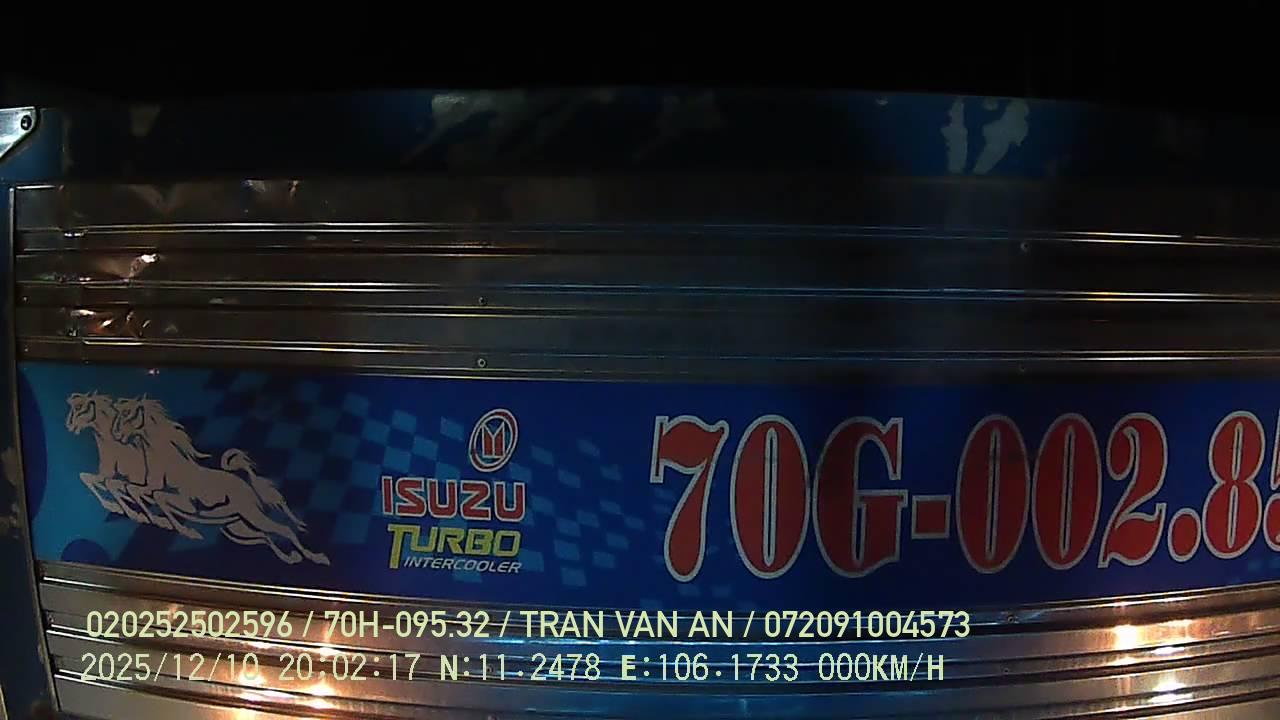 ISUZU
TURBO
INTERCOOLER
70G-002.8
020252502596 / 70H-095.32 / TRAN VAN AN / 072091004573
2025/12/10 20:02:17 N:11.2478 E:106.1733 000KM/H